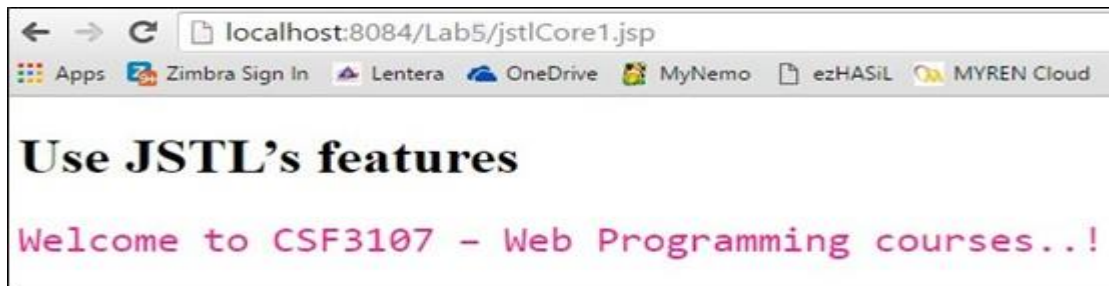 localhost:8084/Lab5/jstlCore1.jsp
Apps Zimbra Sign In Lentera OneDrive MyNemo ezHASiL MYREN Cloud
Use JSTL’s features
Welcome to CSF3107 – Web Programming courses..!